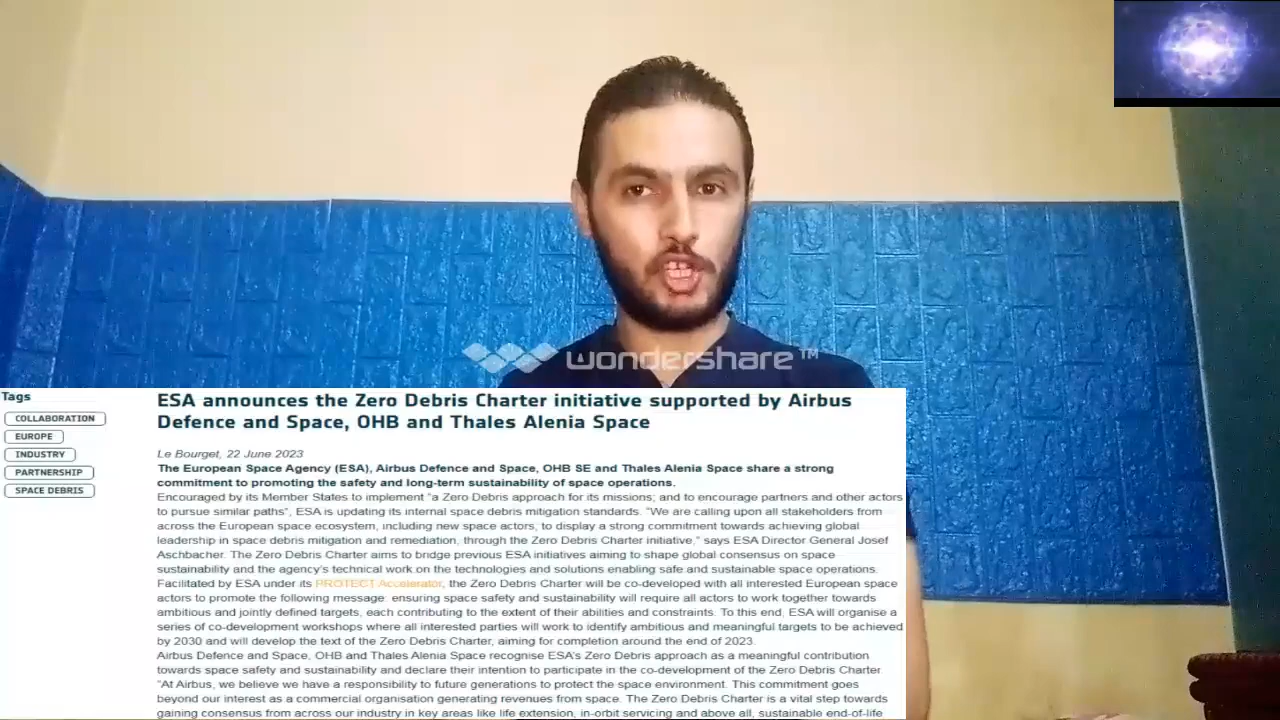 wondershare™
Tags
COLLABORATION
EUROPE
INDUSTRY
PARTNERSHIP
SPACE DEBRIS
ESA announces the Zero Debris Charter initiative supported by Airbus
Defence and Space, OHB and Thales Alenia Space
Le Bourget, 22 June 2023
The European Space Agency (ESA), Airbus Defence and Space, OHB SE and Thales Alenia Space share a strong
commitment to promoting the safety and long-term sustainability of space operations.
Encouraged by its Member States to implement “a Zero Debris approach for its missions; and to encourage partners and other actors
to pursue similar paths”, ESA is updating its internal space debris mitigation standards. “We are calling upon all stakeholders from
across the European space ecosystem, including new space actors, to display a strong commitment towards achieving global
leadership in space debris mitigation and remediation, through the Zero Debris Charter initiative,” says ESA Director General Josef
Aschbacher. The Zero Debris Charter aims to bridge previous ESA initiatives aiming to shape global consensus on space
sustainability and the agency’s technical work on the technologies and solutions enabling safe and sustainable space operations.
Facilitated by ESA under its PROTECT Accelerator, the Zero Debris Charter will be co-developed with all interested European space
actors to promote the following message: ensuring space safety and sustainability will require all actors to work together towards
ambitious and jointly defined targets, each contributing to the extent of their abilities and constraints. To this end, ESA will organise a
series of co-development workshops where all interested parties will work to identify ambitious and meaningful targets to be achieved
by 2030 and will develop the text of the Zero Debris Charter, aiming for completion around the end of 2023.
Airbus Defence and Space, OHB and Thales Alenia Space recognise ESA’s Zero Debris approach as a meaningful contribution
towards space safety and sustainability and declare their intention to participate in the co-development of the Zero Debris Charter.
“At Airbus, we believe we have a responsibility to future generations to protect the space environment. This commitment goes
beyond our interest as a commercial organisation generating revenues from space. The Zero Debris Charter is a vital step towards
gaining consensus from across our industry in key areas like life extension, in-orbit servicing and above all, sustainable end-of-life